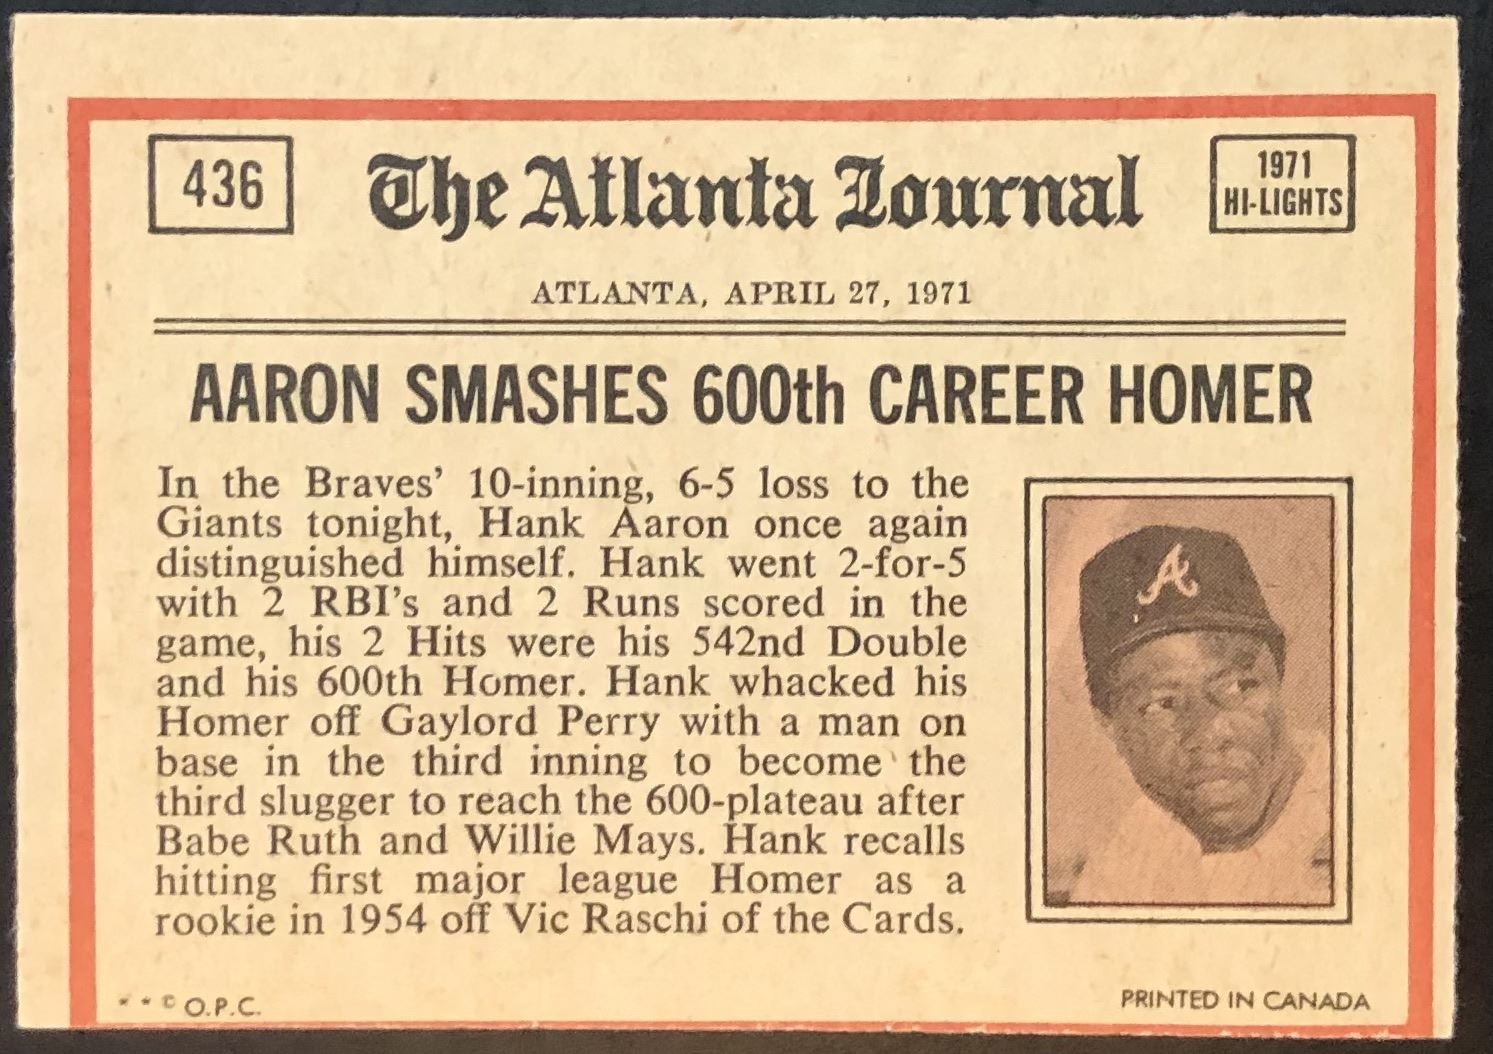 436
The Atlanta Journal
1971
HI-LIGHTS
ATLANTA, APRIL 27, 1971
AARON SMASHES 600th CAREER HOMER
In the Braves' 10-inning, 6-5 loss to the
Giants tonight, Hank Aaron once again
distinguished himself. Hank went 2-for-5
with 2 RBI's and 2 Runs scored in the
game, his 2 Hits were his 542nd Double
and his 600th Homer. Hank whacked his
Homer off Gaylord Perry with a man on
base in the third inning to become the
third slugger to reach the 600-plateau after
Babe Ruth and Willie Mays. Hank recalls
hitting first major league Homer as a
rookie in 1954 off Vic Raschi of the Cards.
A
* * © O.P.C.
PRINTED IN CANADA